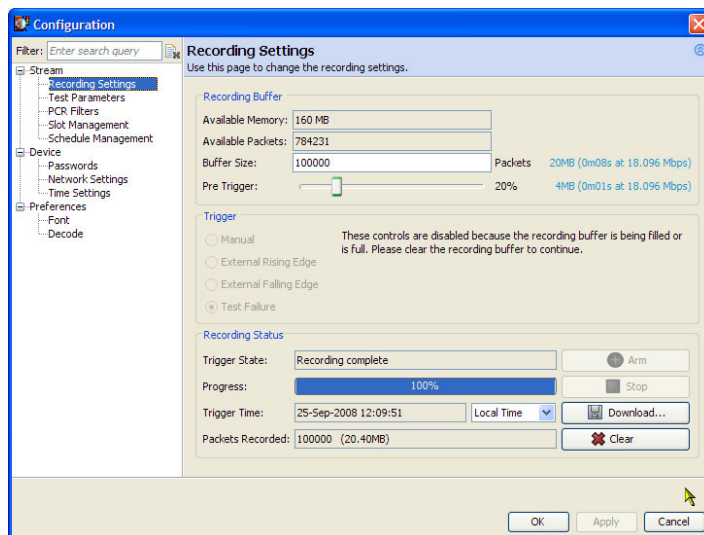 Configuration
Filter: Enter search query
Stream
Recording Settings
Test Parameters
PCR Filters
Slot Management
Schedule Management
Device
Passwords
Network Settings
Time Settings
Preferences
Font
Decode
Recording Settings
Use this page to change the recording settings.
Recording Buffer
Available Memory: 160 MB
Available Packets: 784231
Buffer Size: 100000 Packets 20MB (0m08s at 18.096 Mbps)
Pre Trigger: 20% 4MB (0m01s at 18.096 Mbps)
Trigger
Manual
External Rising Edge
External Falling Edge
Test Failure
These controls are disabled because the recording buffer is being filled or
is full. Please clear the recording buffer to continue.
Recording Status
Trigger State: Recording complete Arm
Progress: 100% Stop
Trigger Time: 25-Sep-2008 12:09:51 Local Time Download...
Packets Recorded: 100000 (20.40MB) Clear
OK Apply Cancel